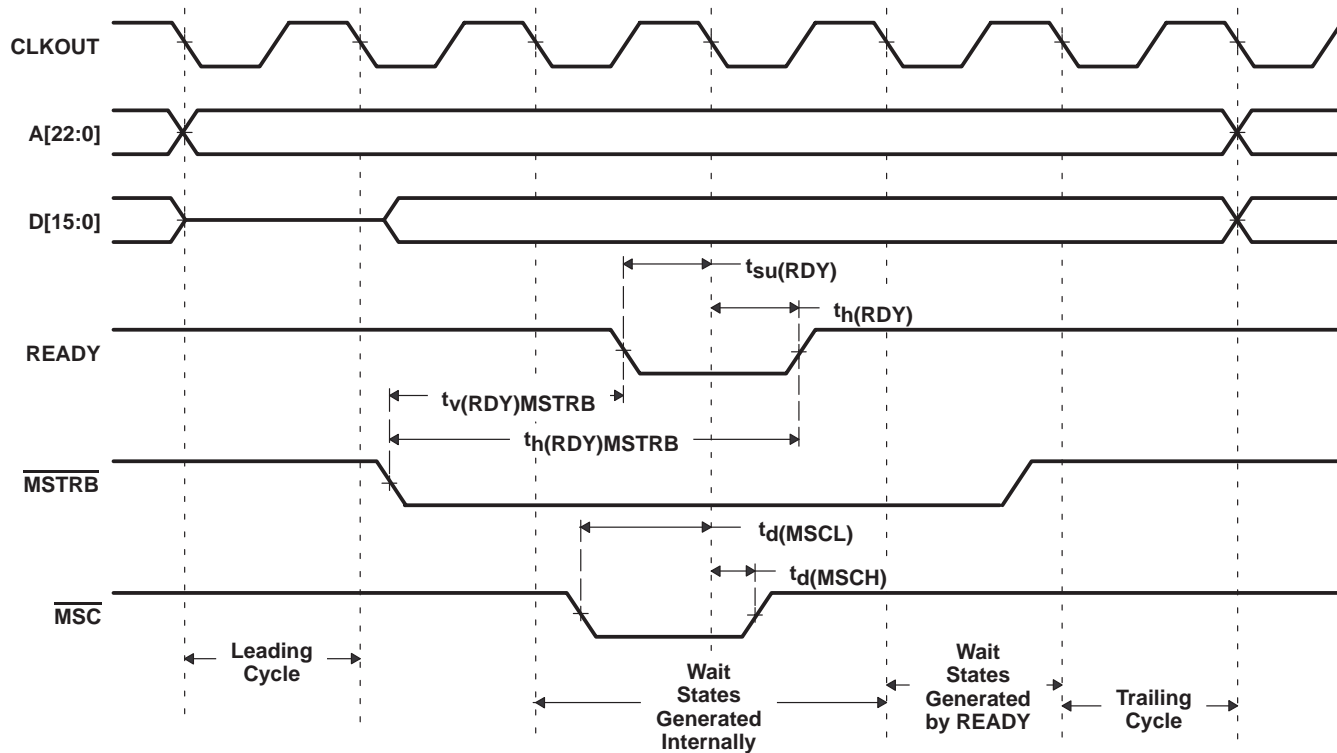 CLKOUT
A[22:0]
D[15:0]
tsu(RDY)
th(RDY)
READY
tv(RDY)MSTRB
th(RDY)MSTRB
MSTRB
td(MSCL)
td(MSCH)
MSC
Leading
Cycle
Wait
States
Generated
Internally
Wait
States
Generated
by READY
Trailing
Cycle